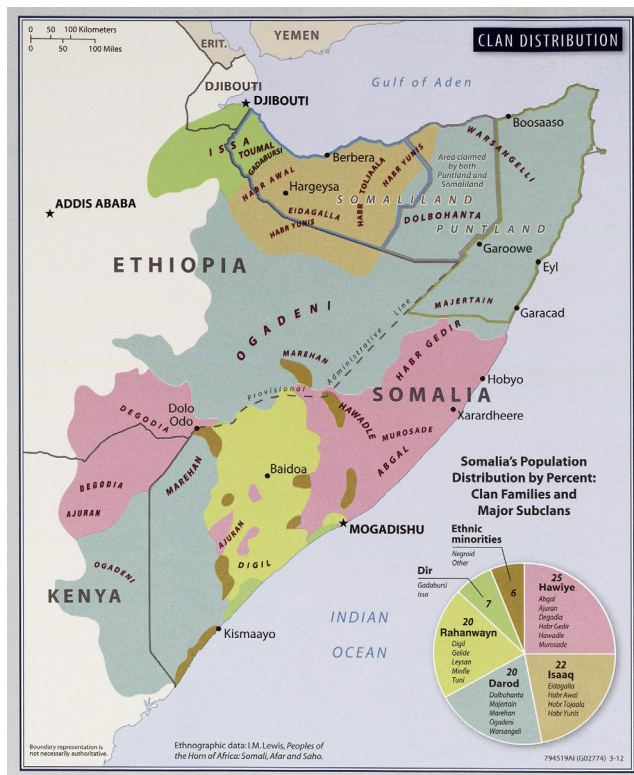 0 50 100 Kilometers
0 50 100 Miles
ERIT.
YEMEN
CLAN DISTRIBUTION
DJIBOUTI
DJIBOUTI
Gulf of Aden
ISSA
TOUMAL
GADABURSI
Berbera
Boosaaso
WARSANGELLI
HABR AWAL
HABR TOLJAALA
HABR YUNIS
Area claimed
by both
Puntland and
Somaliland
ADDIS ABABA
Hargeysa
SOMALILAND
EIDAGALLA
HABR YUNIS
DOLBOHANTA
PUNTLAND
Garoowe
Eyl
ETHIOPIA
OGADENI
MAJERTAIN
Garacad
Provisional Administrative Line
MAREHAN
HABR GEDIR
Hobyo
SOMALIA
Xarardheere
DEGODIA
Dolo
Odo
HAWADLE
MUROSADE
ABGAL
MAREHAN
Baidoa
DEGODIA
AJURAN
AJURAN
MOGADISHU
DIGIL
OGADENI
KENYA
Kismaayo
INDIAN
OCEAN
Somalia's Population
Distribution by Percent:
Clan Families and
Major Subclans
Ethnic
minorities
Negroid
Other
6
Dir
Gadabursi
Issa
7
25
Hawiye
Abgal
Ajuran
Degodia
Habr Gedir
Hawadle
Murosade
20
Rahanwayn
Digil
Gelide
Leysan
Minfle
Tuni
20
Darod
Dolbohanta
Majertain
Marehan
Ogadeni
Warsangeli
22
Isaaq
Eidagalla
Habr Awal
Habr Tojaala
Habr Yunis
Boundary representation is
not necessarily authoritative.
Ethnographic data: I.M. Lewis, Peoples of
the Horn of Africa: Somali, Afar and Saho.
794519AI (G02774) 3-12